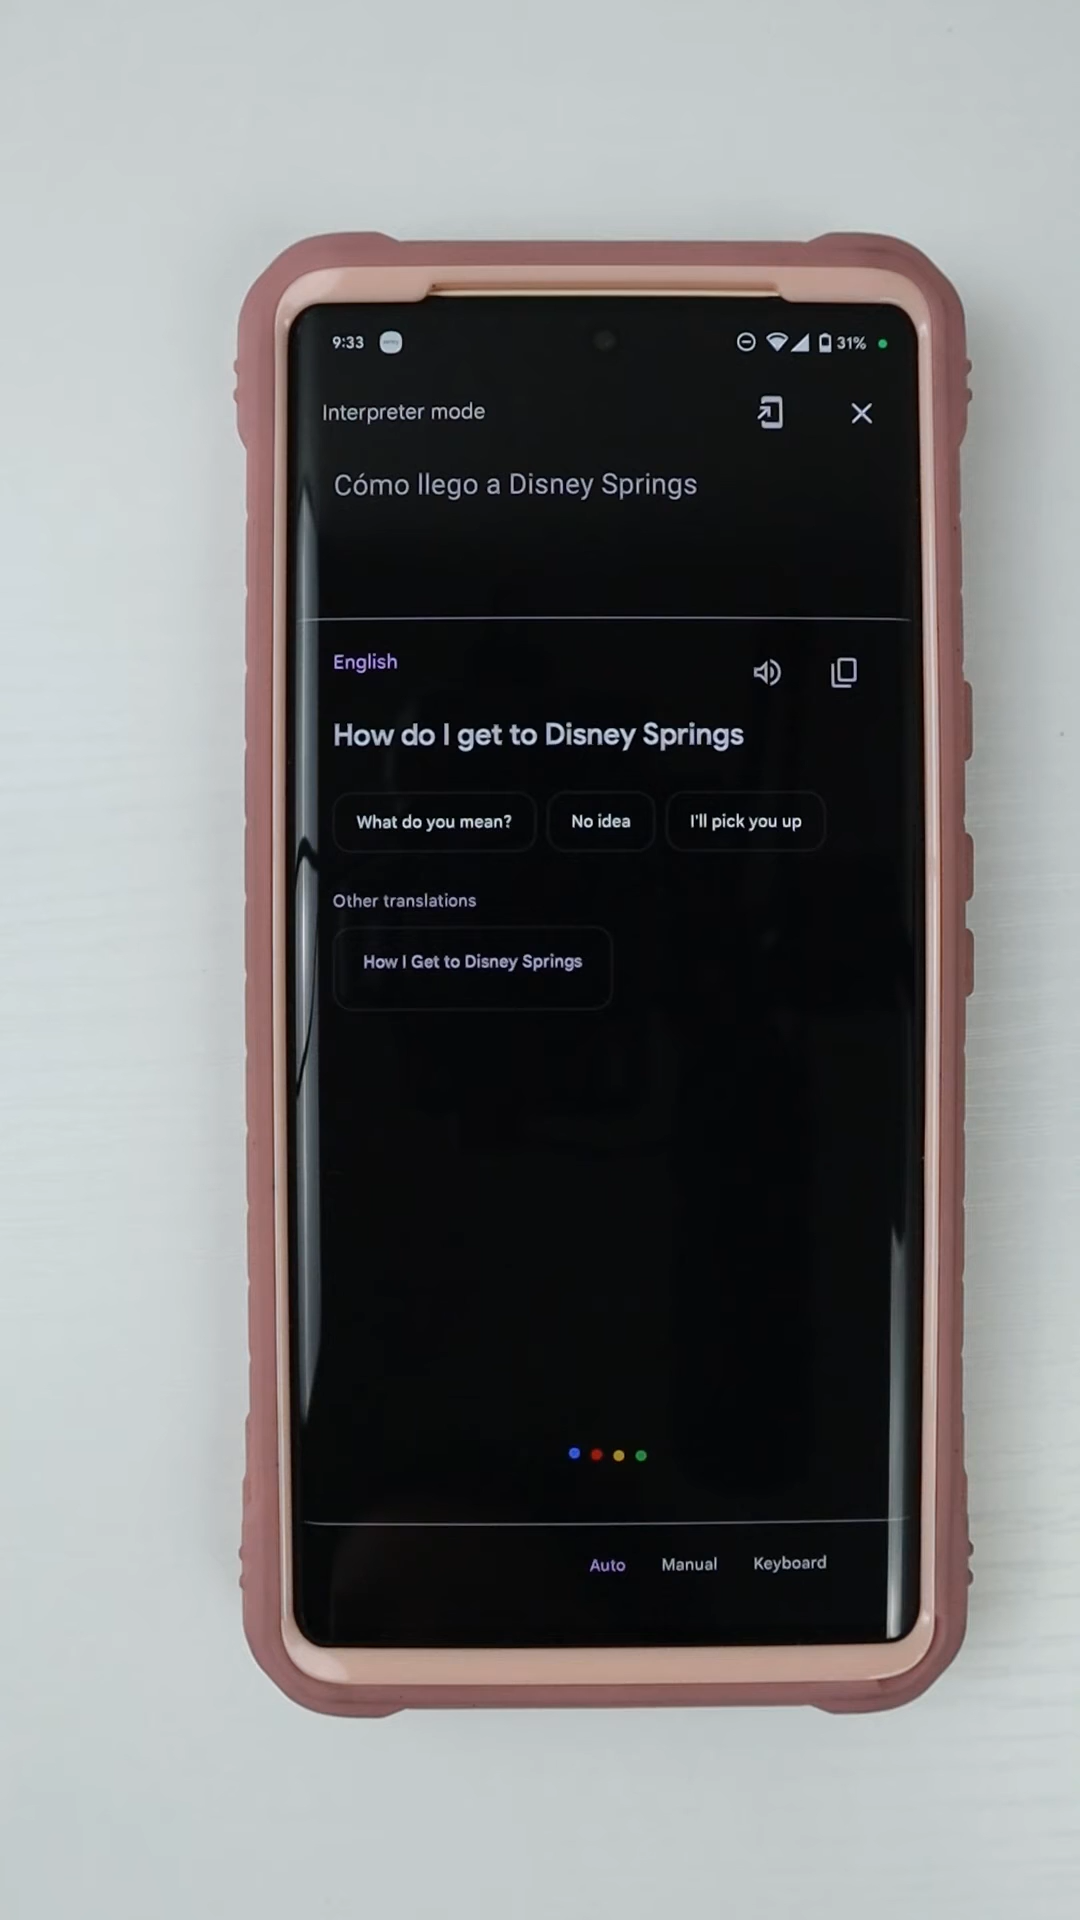 9:33
31%
Interpreter mode
Cómo llego a Disney Springs
English
How do I get to Disney Springs
What do you mean?
No idea
I'll pick you up
Other translations
How I Get to Disney Springs
Auto
Manual
Keyboard